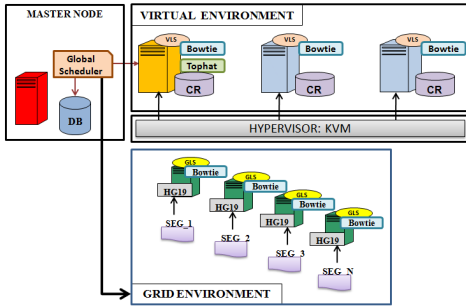 MASTER NODE
Global
Scheduler
DB
VIRTUAL ENVIRONMENT
VLS
Bowtie
Tophat
CR
VLS
Bowtie
CR
VLS
Bowtie
CR
HYPERVISOR: KVM
GLS
Bowtie
HG19
SEG_1
GLS
Bowtie
HG19
SEG_2
GLS
Bowtie
HG19
SEG_3
GLS
Bowtie
HG19
SEG_N
GRID ENVIRONMENT